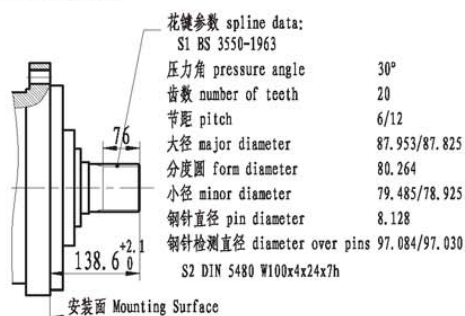 花键参数 spline data:
S1 BS 3550-1963
压力角 pressure angle 30°
齿数 number of teeth 20
节距 pitch 6/12
大径 major diameter 87.953/87.825
分度圆 form diameter 80.264
小径 minor diameter 79.485/78.925
钢针直径 pin diameter 8.128
钢针检测直径 diameter over pins 97.084/97.030
S2 DIN 5480 W100x4x24x7h
76
138.6 +2.1 0
安装面 Mounting Surface